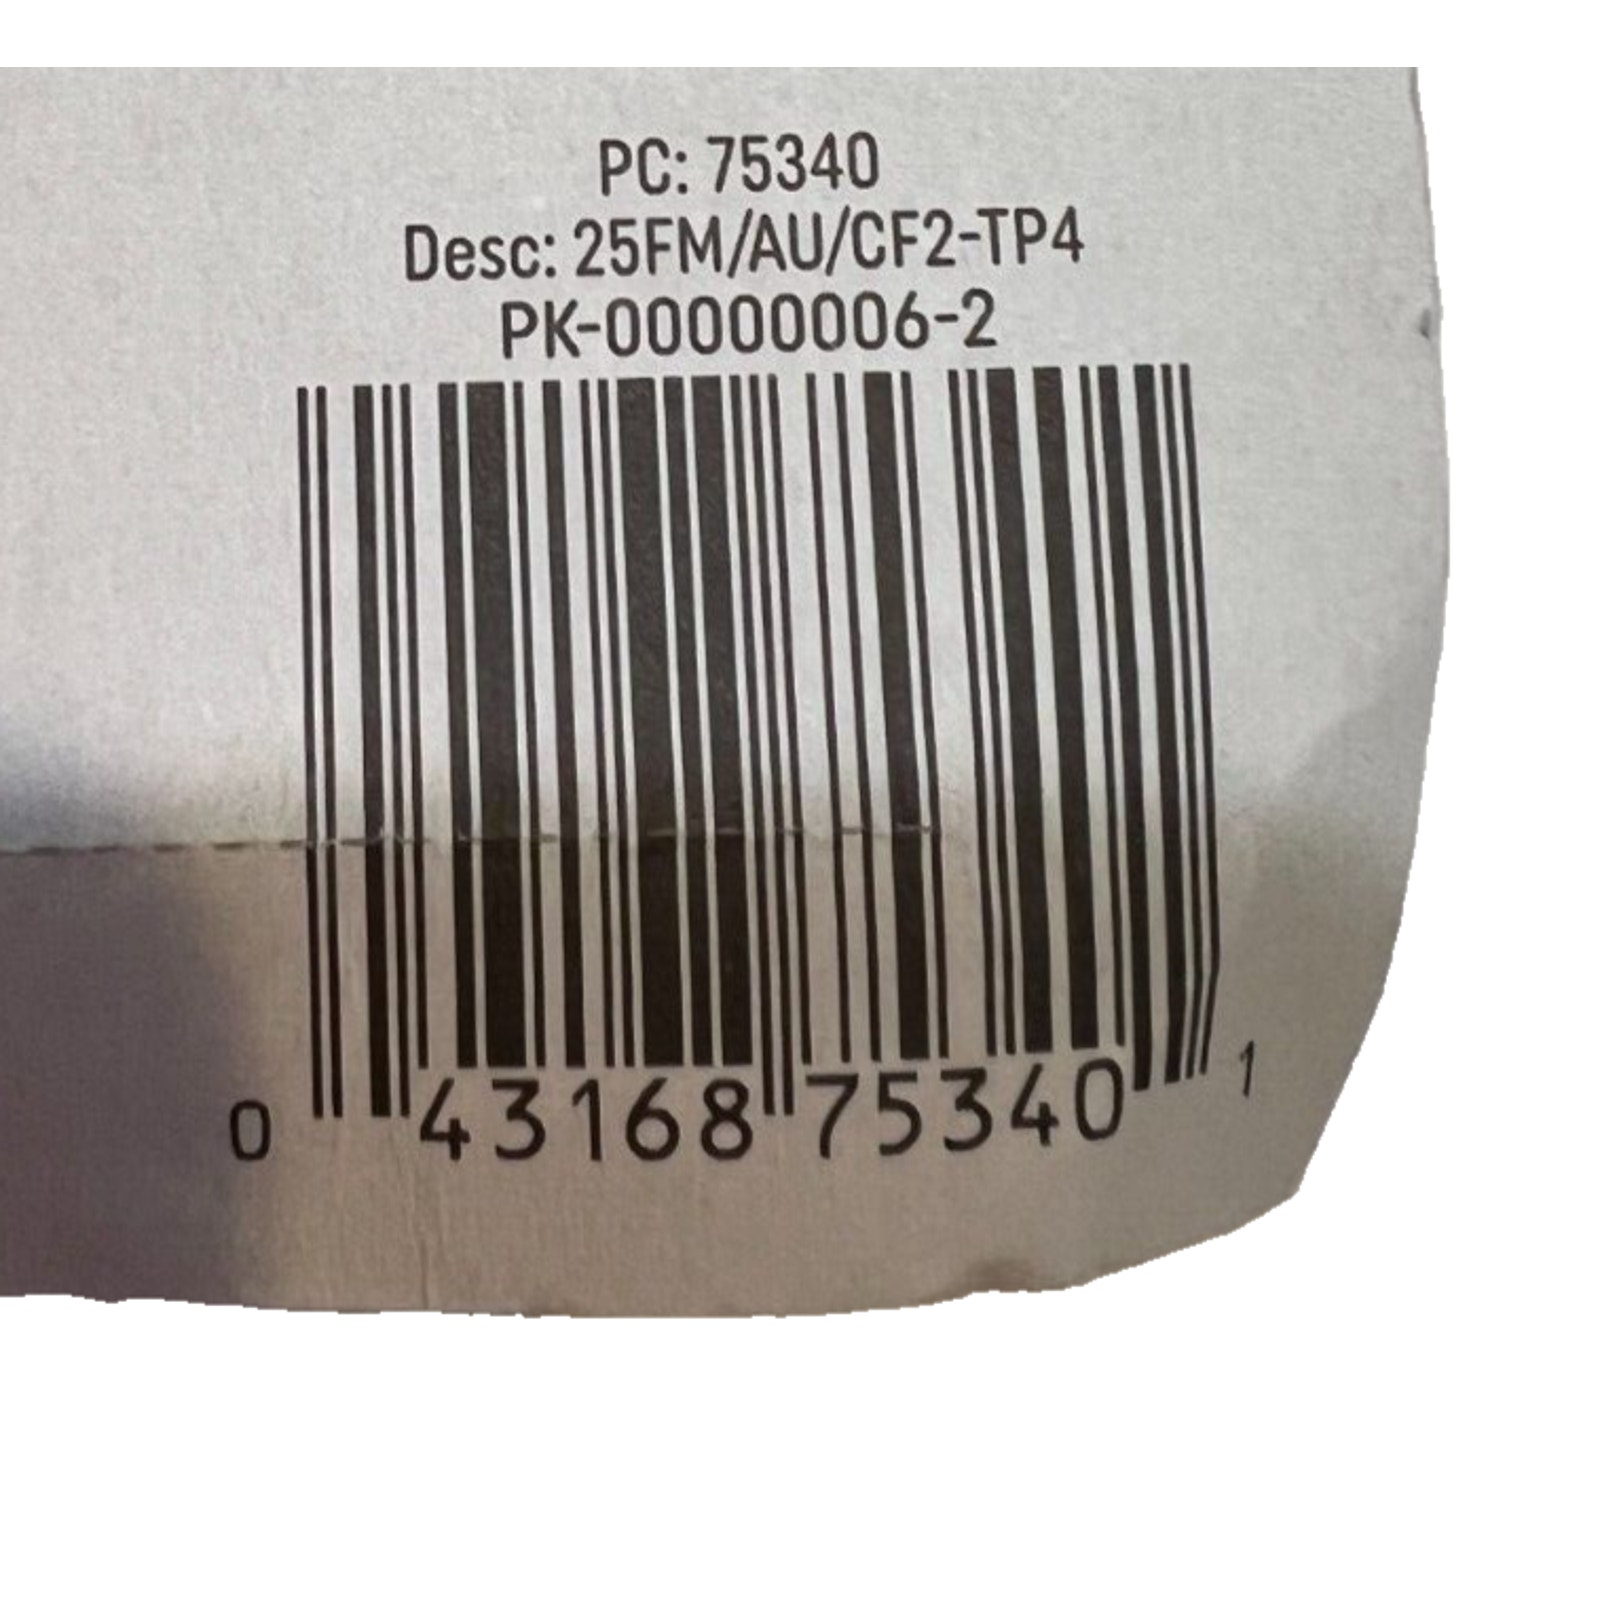 PC: 75340
Desc: 25FM/AU/CF2-TP4
PK-00000006-2
0 43168 75340 1